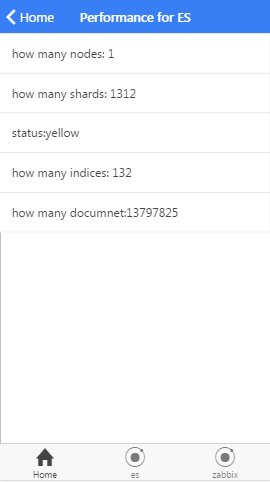 Home
Performance for ES
how many nodes: 1
how many shards: 1312
status:yellow
how many indices: 132
how many documnet:13797825
Home
es
zabbix